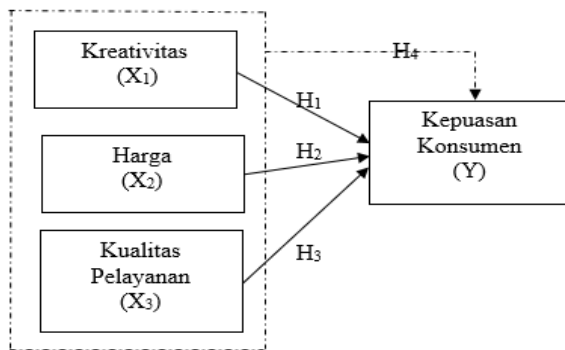 Kreativitas
(X₁)
H₁
Harga
(X₂)
H₂
Kualitas
Pelayanan
(X₃)
H₃
H₄
Kepuasan
Konsumen
(Y)